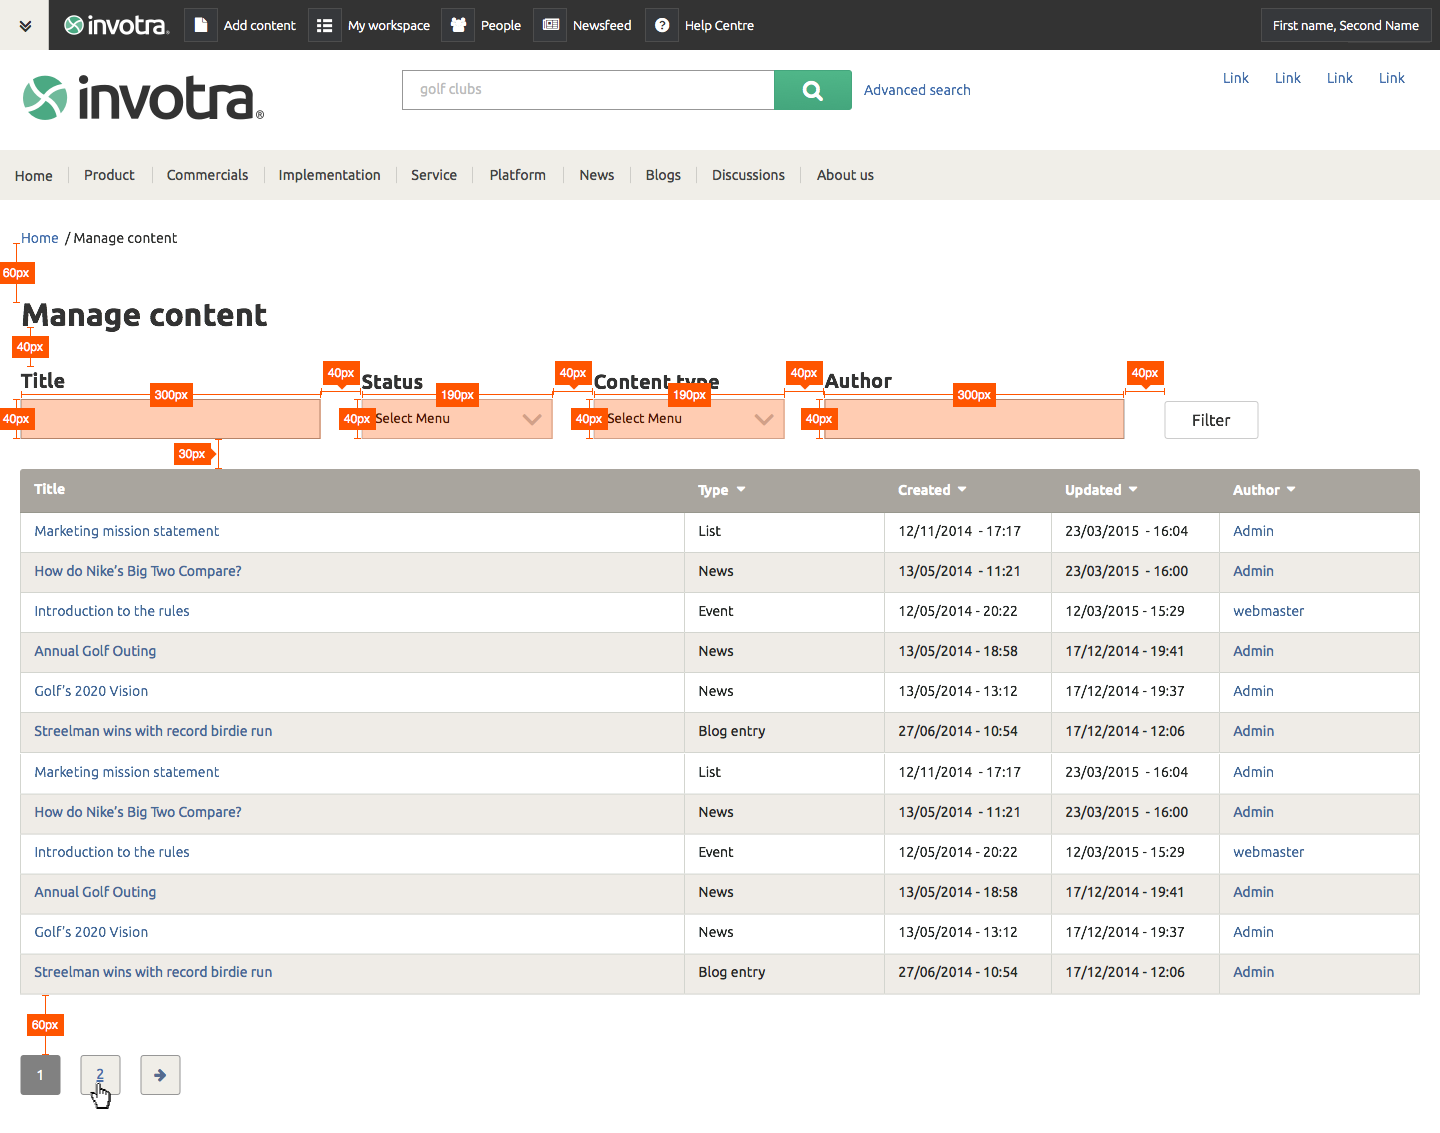 invotra. Add content My workspace People Newsfeed Help Centre First name, Second Name
invotra® golf clubs Advanced search Link Link Link Link
Home Product Commercials Implementation Service Platform News Blogs Discussions About us
Home / Manage content
60px
Manage content
40px
40px 40px 40px 40px
Title Status Content type Author
300px 190px 190px 300px
40px 40px Select Menu 40px Select Menu 40px Filter
30px
Title Type Created Updated Author
Marketing mission statement List 12/11/2014 - 17:17 23/03/2015 - 16:04 Admin
How do Nike's Big Two Compare? News 13/05/2014 - 11:21 23/03/2015 - 16:00 Admin
Introduction to the rules Event 12/05/2014 - 20:22 12/03/2015 - 15:29 webmaster
Annual Golf Outing News 13/05/2014 - 18:58 17/12/2014 - 19:41 Admin
Golf's 2020 Vision News 13/05/2014 - 13:12 17/12/2014 - 19:37 Admin
Streelman wins with record birdie run Blog entry 27/06/2014 - 10:54 17/12/2014 - 12:06 Admin
Marketing mission statement List 12/11/2014 - 17:17 23/03/2015 - 16:04 Admin
How do Nike's Big Two Compare? News 13/05/2014 - 11:21 23/03/2015 - 16:00 Admin
Introduction to the rules Event 12/05/2014 - 20:22 12/03/2015 - 15:29 webmaster
Annual Golf Outing News 13/05/2014 - 18:58 17/12/2014 - 19:41 Admin
Golf's 2020 Vision News 13/05/2014 - 13:12 17/12/2014 - 19:37 Admin
Streelman wins with record birdie run Blog entry 27/06/2014 - 10:54 17/12/2014 - 12:06 Admin
60px
1 2